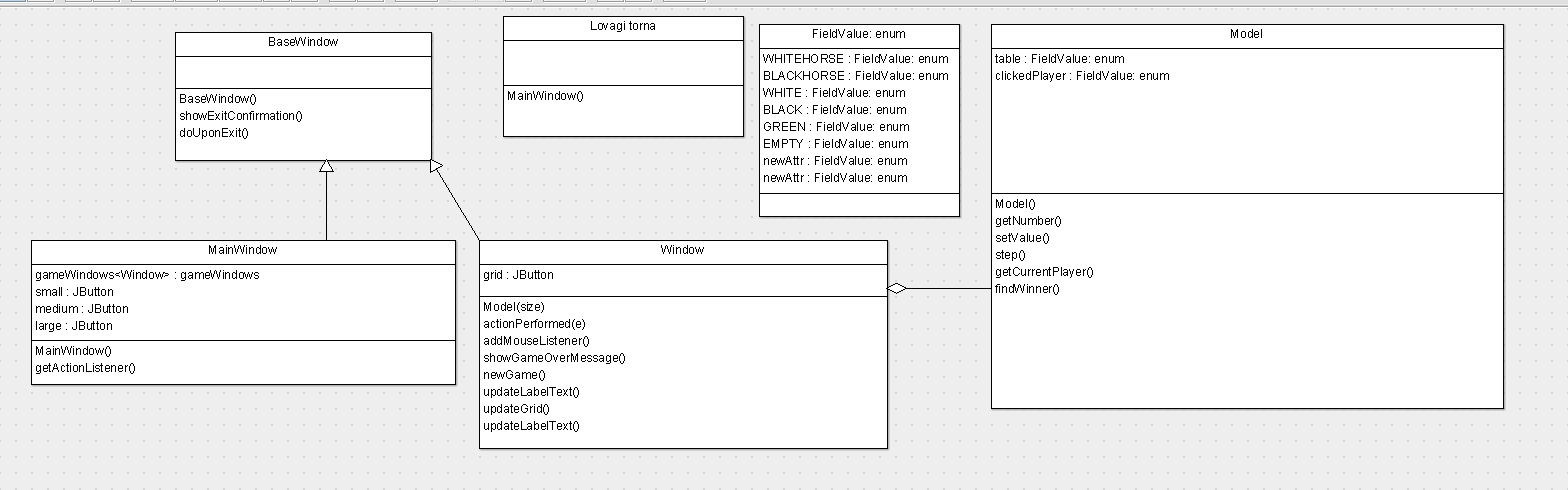 BaseWindow
BaseWindow()
showExitConfirmation()
doUponExit()
Lovagi torna
MainWindow()
FieldValue: enum
WHITEHORSE : FieldValue: enum
BLACKHORSE : FieldValue: enum
WHITE : FieldValue: enum
BLACK : FieldValue: enum
GREEN : FieldValue: enum
EMPTY : FieldValue: enum
newAttr : FieldValue: enum
newAttr : FieldValue: enum
Model
table : FieldValue: enum
clickedPlayer : FieldValue: enum
Model()
getNumber()
setValue()
step()
getCurrentPlayer()
findWinner()
MainWindow
gameWindows<Window> : gameWindows
small : JButton
medium : JButton
large : JButton
MainWindow()
getActionListener()
Window
grid : JButton
Model(size)
actionPerformed(e)
addMouseListener()
showGameOverMessage()
newGame()
updateLabelText()
updateGrid()
updateLabelText()